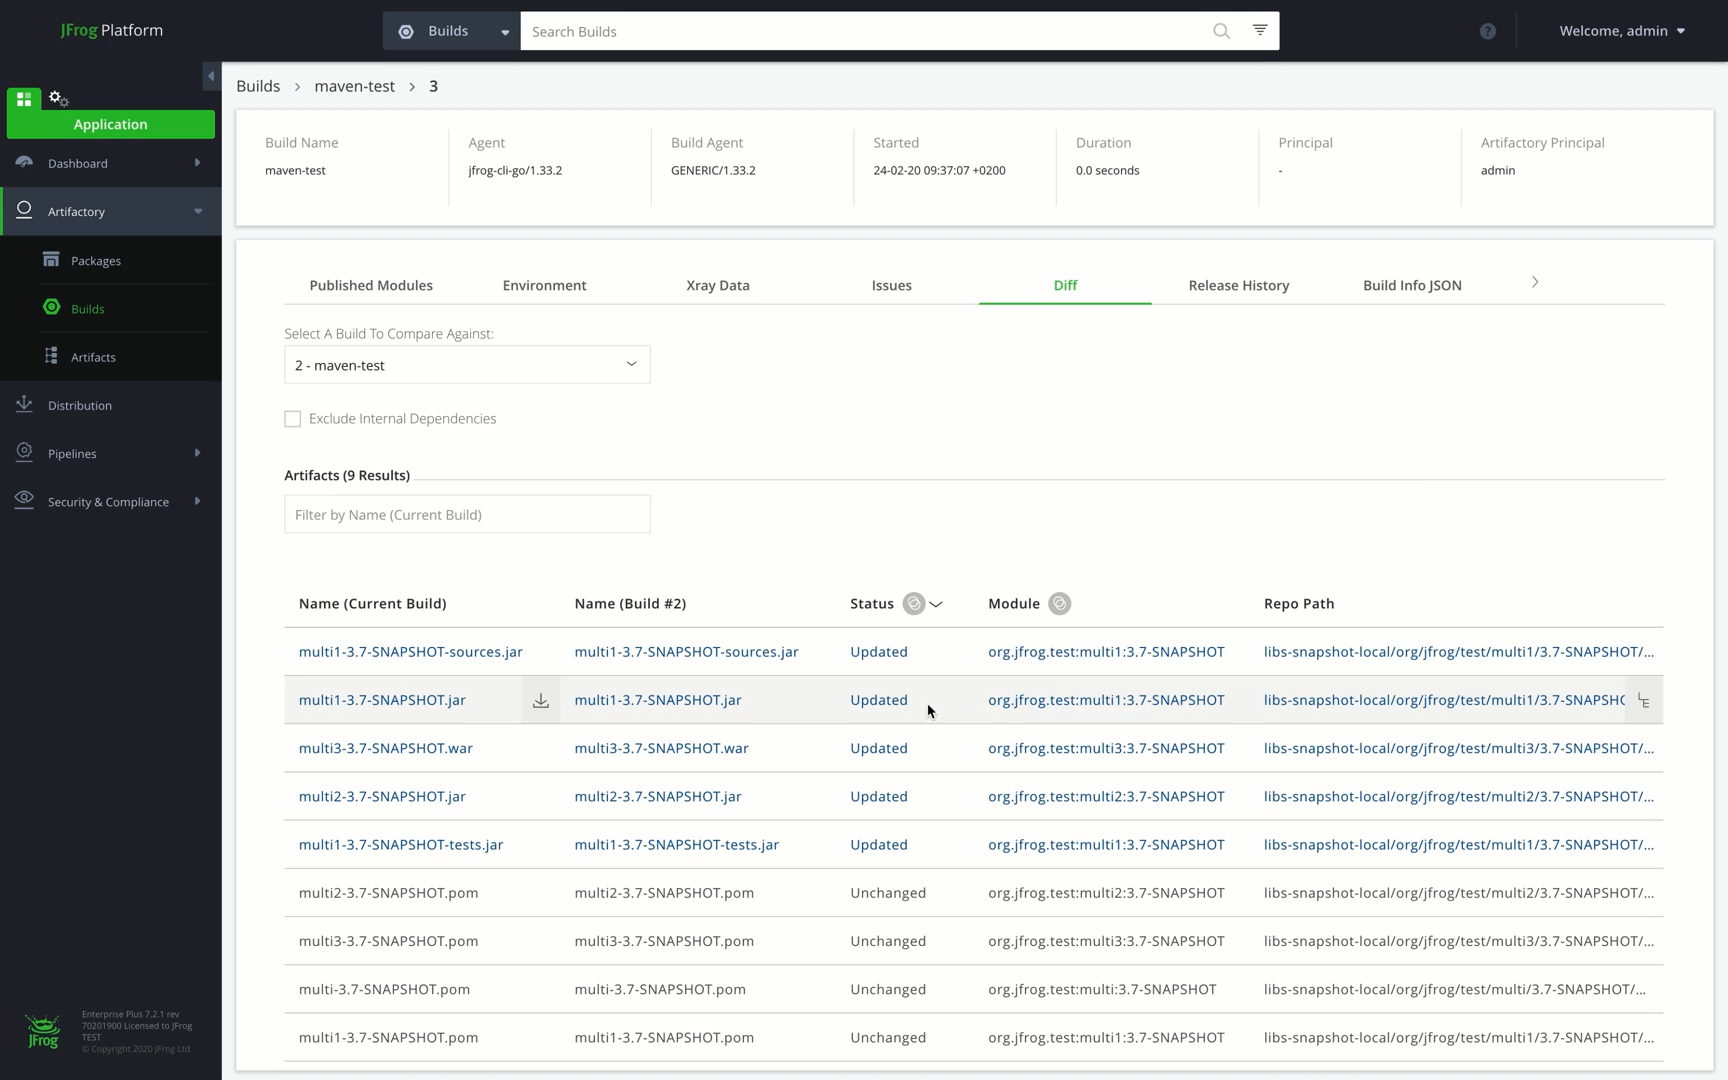 JFrog Platform
Builds
Search Builds
?
Welcome, admin
Application
Dashboard
Artifactory
Packages
Builds
Artifacts
Distribution
Pipelines
Security & Compliance
JFrog
Enterprise Plus 7.2.1 rev
70201900 Licensed to JFrog
TEST
© Copyright 2020 JFrog Ltd
Builds > maven-test > 3
Build Name Agent Build Agent Started Duration Principal Artifactory Principal
maven-test jfrog-cli-go/1.33.2 GENERIC/1.33.2 24-02-20 09:37:07 +0200 0.0 seconds - admin
Published Modules Environment Xray Data Issues Diff Release History Build Info JSON
Select A Build To Compare Against:
2 - maven-test
Exclude Internal Dependencies
Artifacts (9 Results)
Filter by Name (Current Build)
Name (Current Build) Name (Build #2) Status Module Repo Path
multi1-3.7-SNAPSHOT-sources.jar multi1-3.7-SNAPSHOT-sources.jar Updated org.jfrog.test:multi1:3.7-SNAPSHOT libs-snapshot-local/org/jfrog/test/multi1/3.7-SNAPSHOT/...
multi1-3.7-SNAPSHOT.jar multi1-3.7-SNAPSHOT.jar Updated org.jfrog.test:multi1:3.7-SNAPSHOT libs-snapshot-local/org/jfrog/test/multi1/3.7-SNAPSHO
multi3-3.7-SNAPSHOT.war multi3-3.7-SNAPSHOT.war Updated org.jfrog.test:multi3:3.7-SNAPSHOT libs-snapshot-local/org/jfrog/test/multi3/3.7-SNAPSHOT/...
multi2-3.7-SNAPSHOT.jar multi2-3.7-SNAPSHOT.jar Updated org.jfrog.test:multi2:3.7-SNAPSHOT libs-snapshot-local/org/jfrog/test/multi2/3.7-SNAPSHOT/...
multi1-3.7-SNAPSHOT-tests.jar multi1-3.7-SNAPSHOT-tests.jar Updated org.jfrog.test:multi1:3.7-SNAPSHOT libs-snapshot-local/org/jfrog/test/multi1/3.7-SNAPSHOT/...
multi2-3.7-SNAPSHOT.pom multi2-3.7-SNAPSHOT.pom Unchanged org.jfrog.test:multi2:3.7-SNAPSHOT libs-snapshot-local/org/jfrog/test/multi2/3.7-SNAPSHOT/...
multi3-3.7-SNAPSHOT.pom multi3-3.7-SNAPSHOT.pom Unchanged org.jfrog.test:multi3:3.7-SNAPSHOT libs-snapshot-local/org/jfrog/test/multi3/3.7-SNAPSHOT/...
multi-3.7-SNAPSHOT.pom multi-3.7-SNAPSHOT.pom Unchanged org.jfrog.test:multi:3.7-SNAPSHOT libs-snapshot-local/org/jfrog/test/multi/3.7-SNAPSHOT/...
multi1-3.7-SNAPSHOT.pom multi1-3.7-SNAPSHOT.pom Unchanged org.jfrog.test:multi1:3.7-SNAPSHOT libs-snapshot-local/org/jfrog/test/multi1/3.7-SNAPSHOT/...